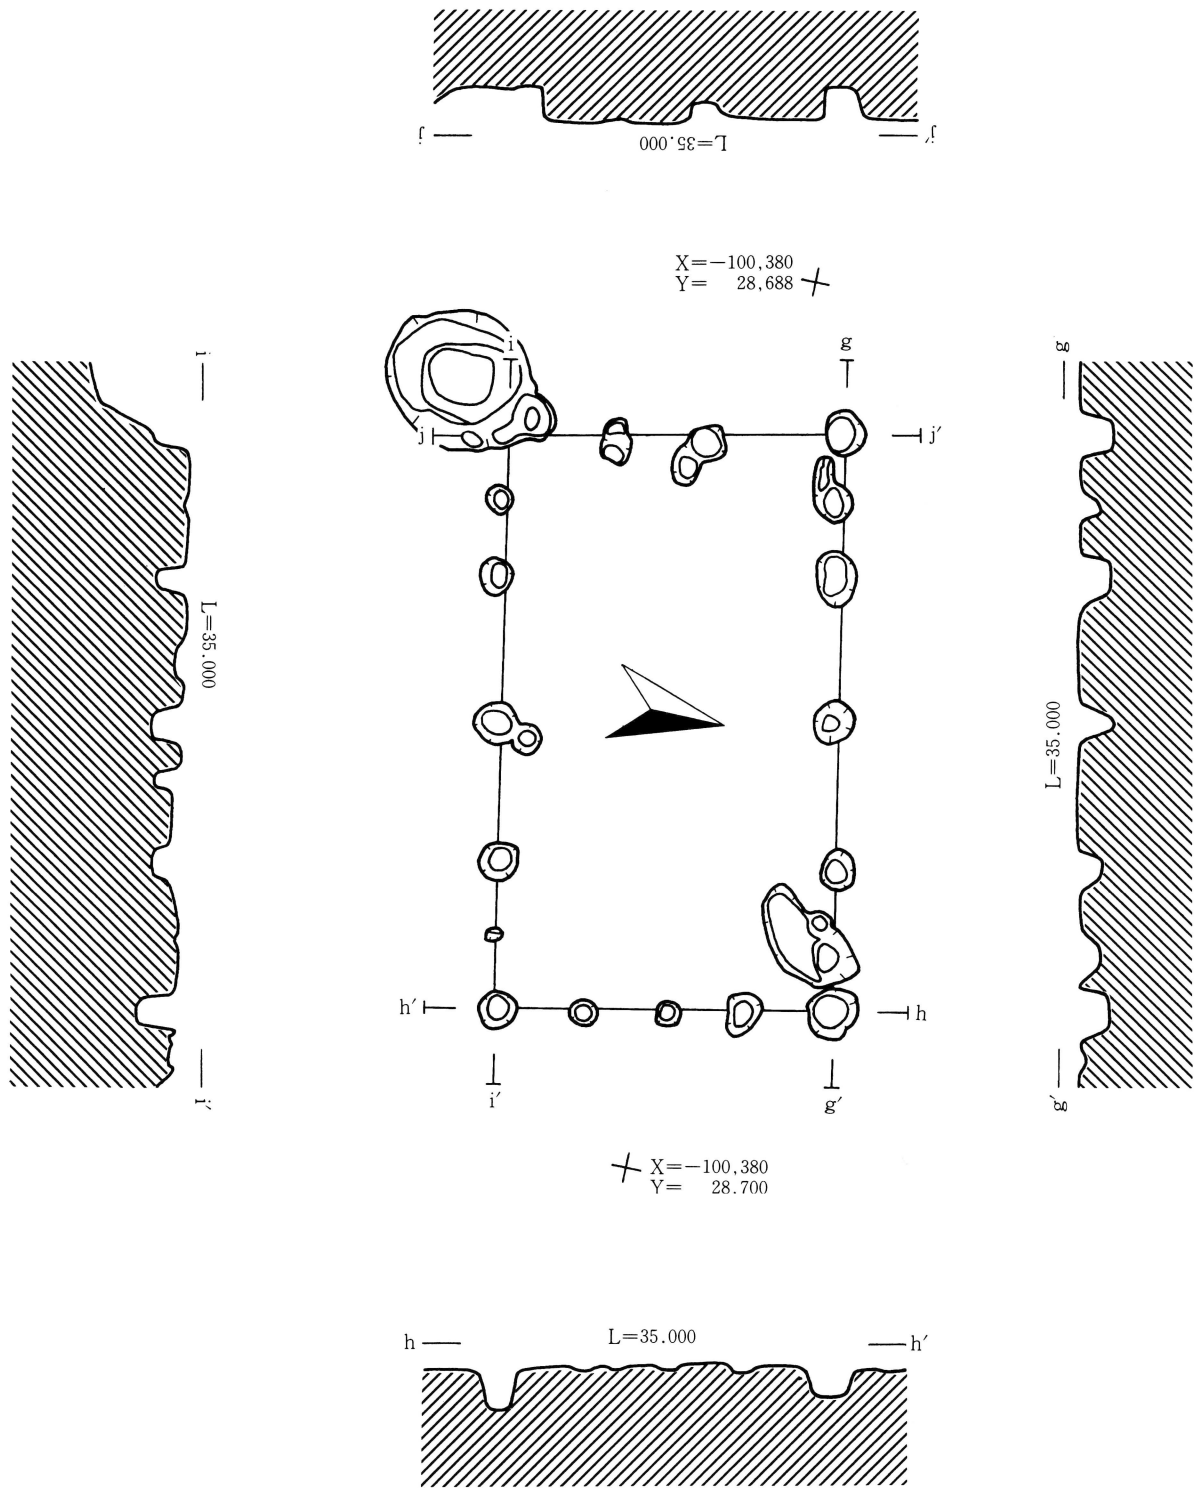 j j′
L=35.000
X=−100,380
Y= 28,688
i
g
i
g
j j′
L=35.000
L=35.000
h′ h
i′
g′
i′
g′
X=−100,380
Y= 28.700
h L=35.000 h′